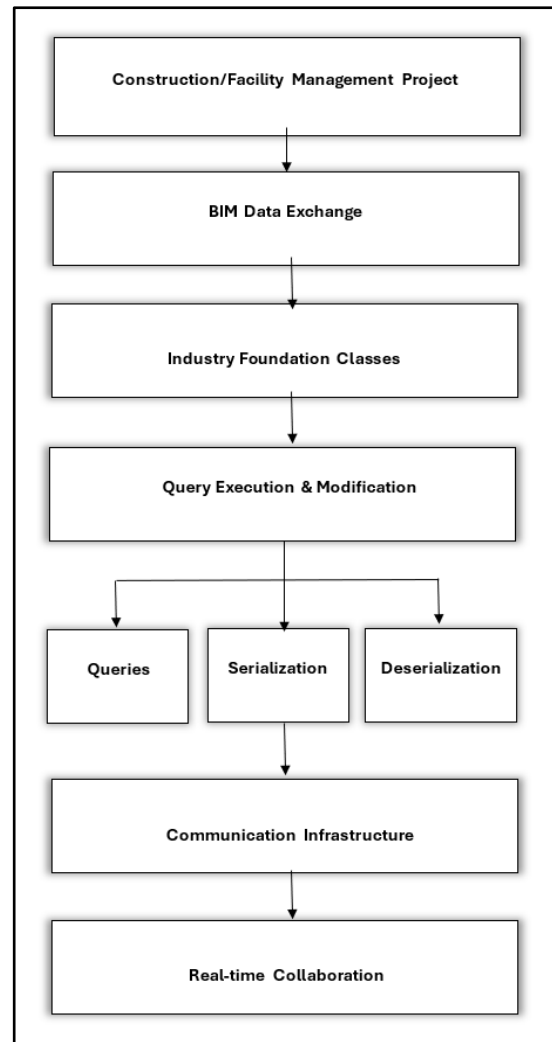 Construction/Facility Management Project
BIM Data Exchange
Industry Foundation Classes
Query Execution & Modification
Queries
Serialization
Deserialization
Communication Infrastructure
Real-time Collaboration